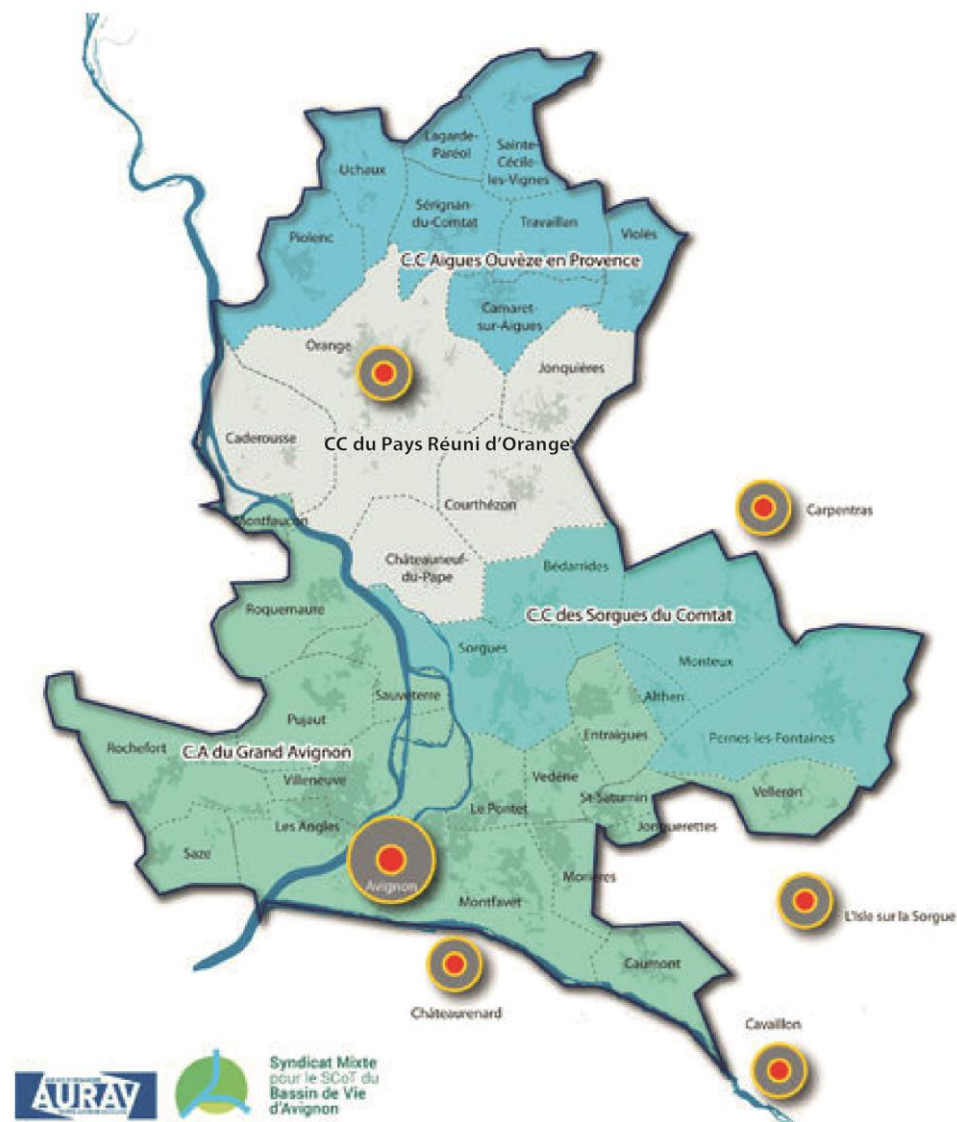 Lagarde-
Paréol
Sainte-
Cécile-
les-Vignes
Uchaux
Sérignan-
du-Comtat
Travaillan
Violès
Piolenc
C.C Aigues Ouvèze en Provence
Camaret-
sur-Aigues
Orange
Jonquières
Caderousse
CC du Pays Réuni d'Orange
Courthézon
Carpentras
Montfaucon
Châteauneuf-
du-Pape
Bédarrides
Roquemaure
C.C des Sorgues du Comtat
Sorgues
Monteux
Sauveterre
Althen
Pujaut
Entraigues
Pernes-les-Fontaines
Rochefort
C.A du Grand Avignon
Villeneuve
Vedène
St-Saturnin
Velleron
Le Pontet
Les Angles
Jonquerettes
Saze
Avignon
Morières
Montfavet
L'Isle sur la Sorgue
Caumont
Châteaurenard
Cavaillon
AURAV
Syndicat Mixte
pour le SCoT du
Bassin de Vie
d'Avignon